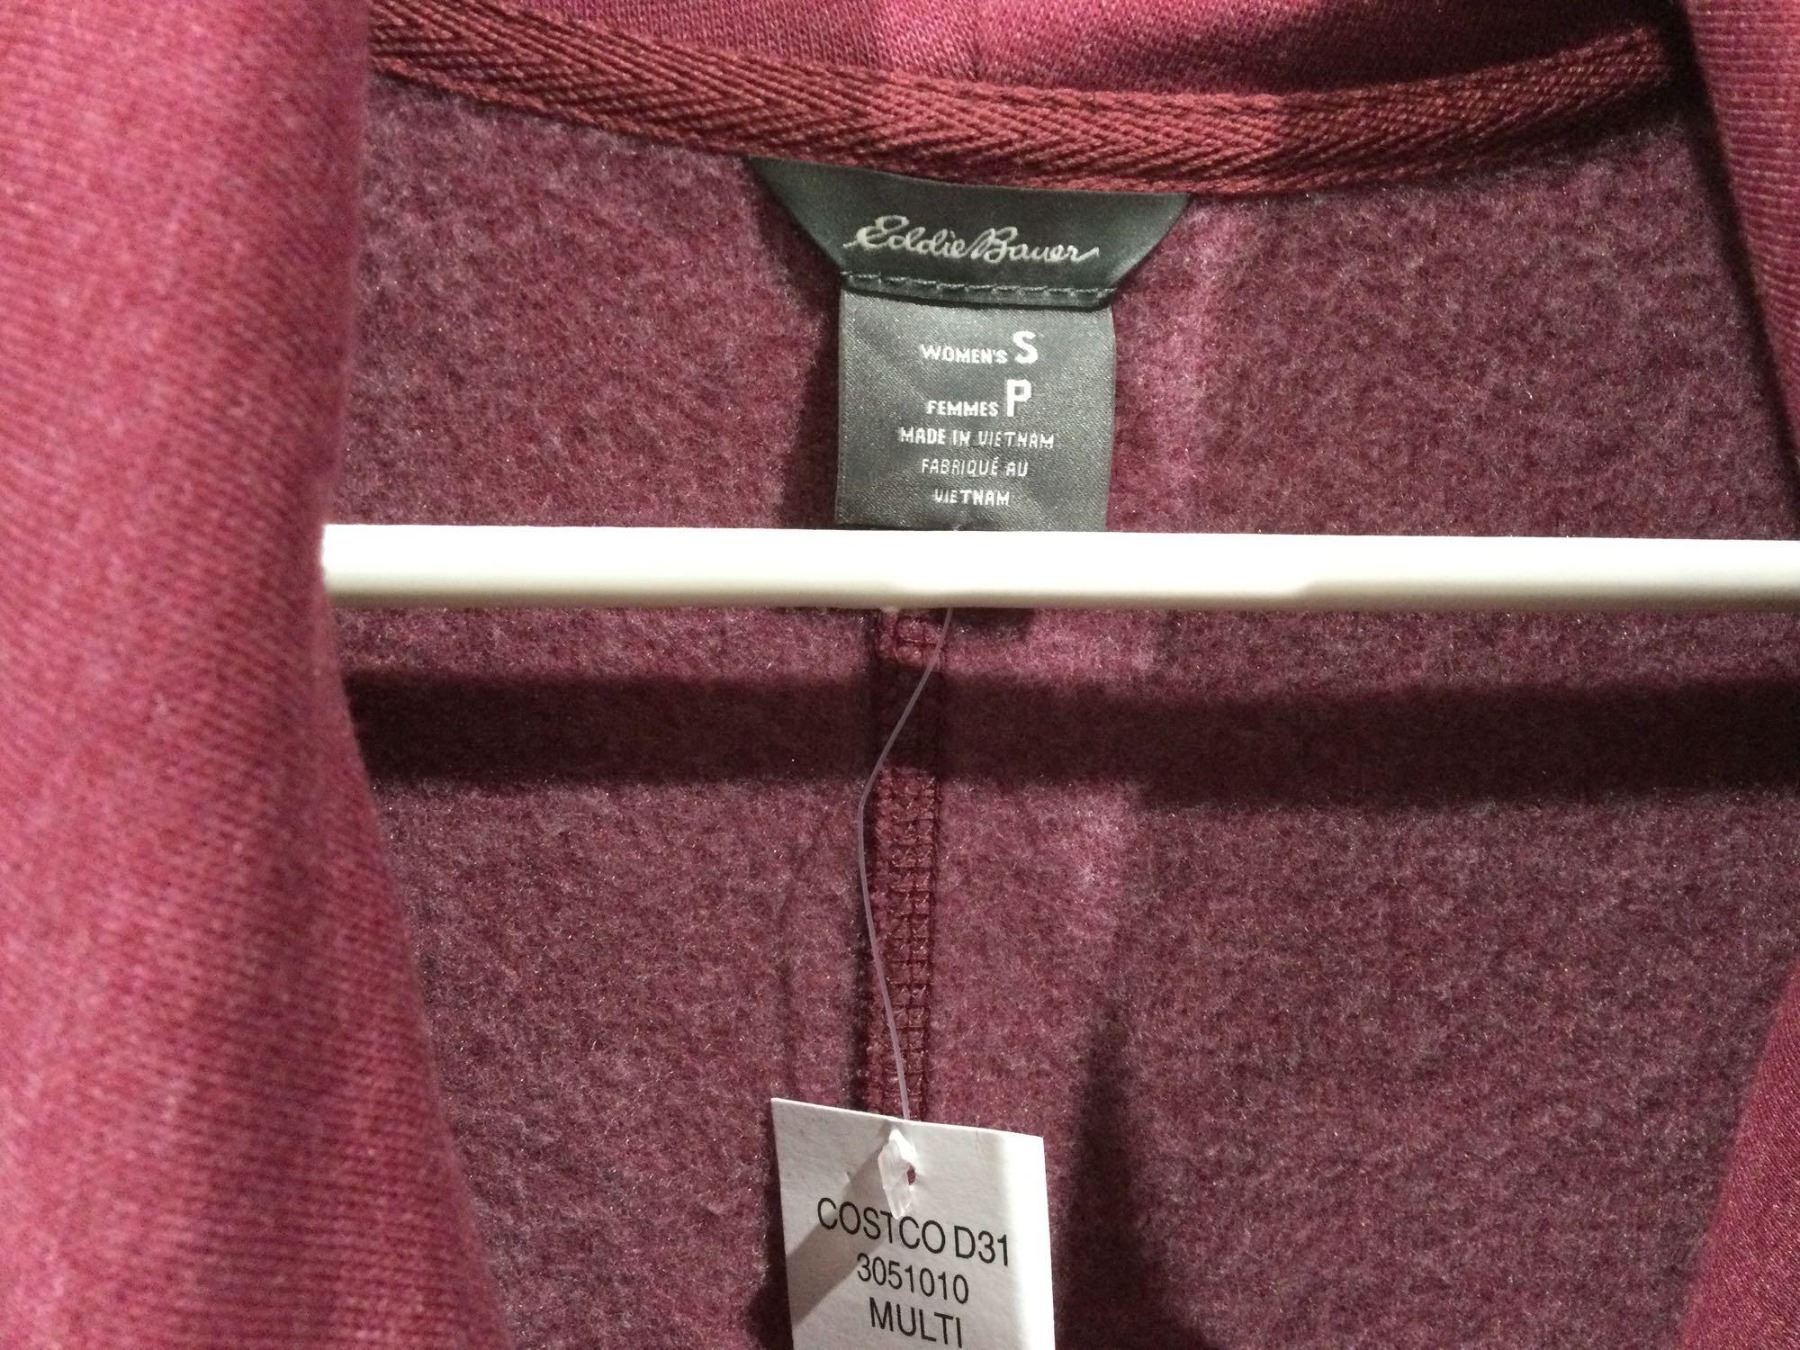 Eddie Bauer
WOMEN'S S
FEMMES P
MADE IN VIETNAM
FABRIQUÉ AU
VIETNAM
COSTCO D31
3051010
MULTI